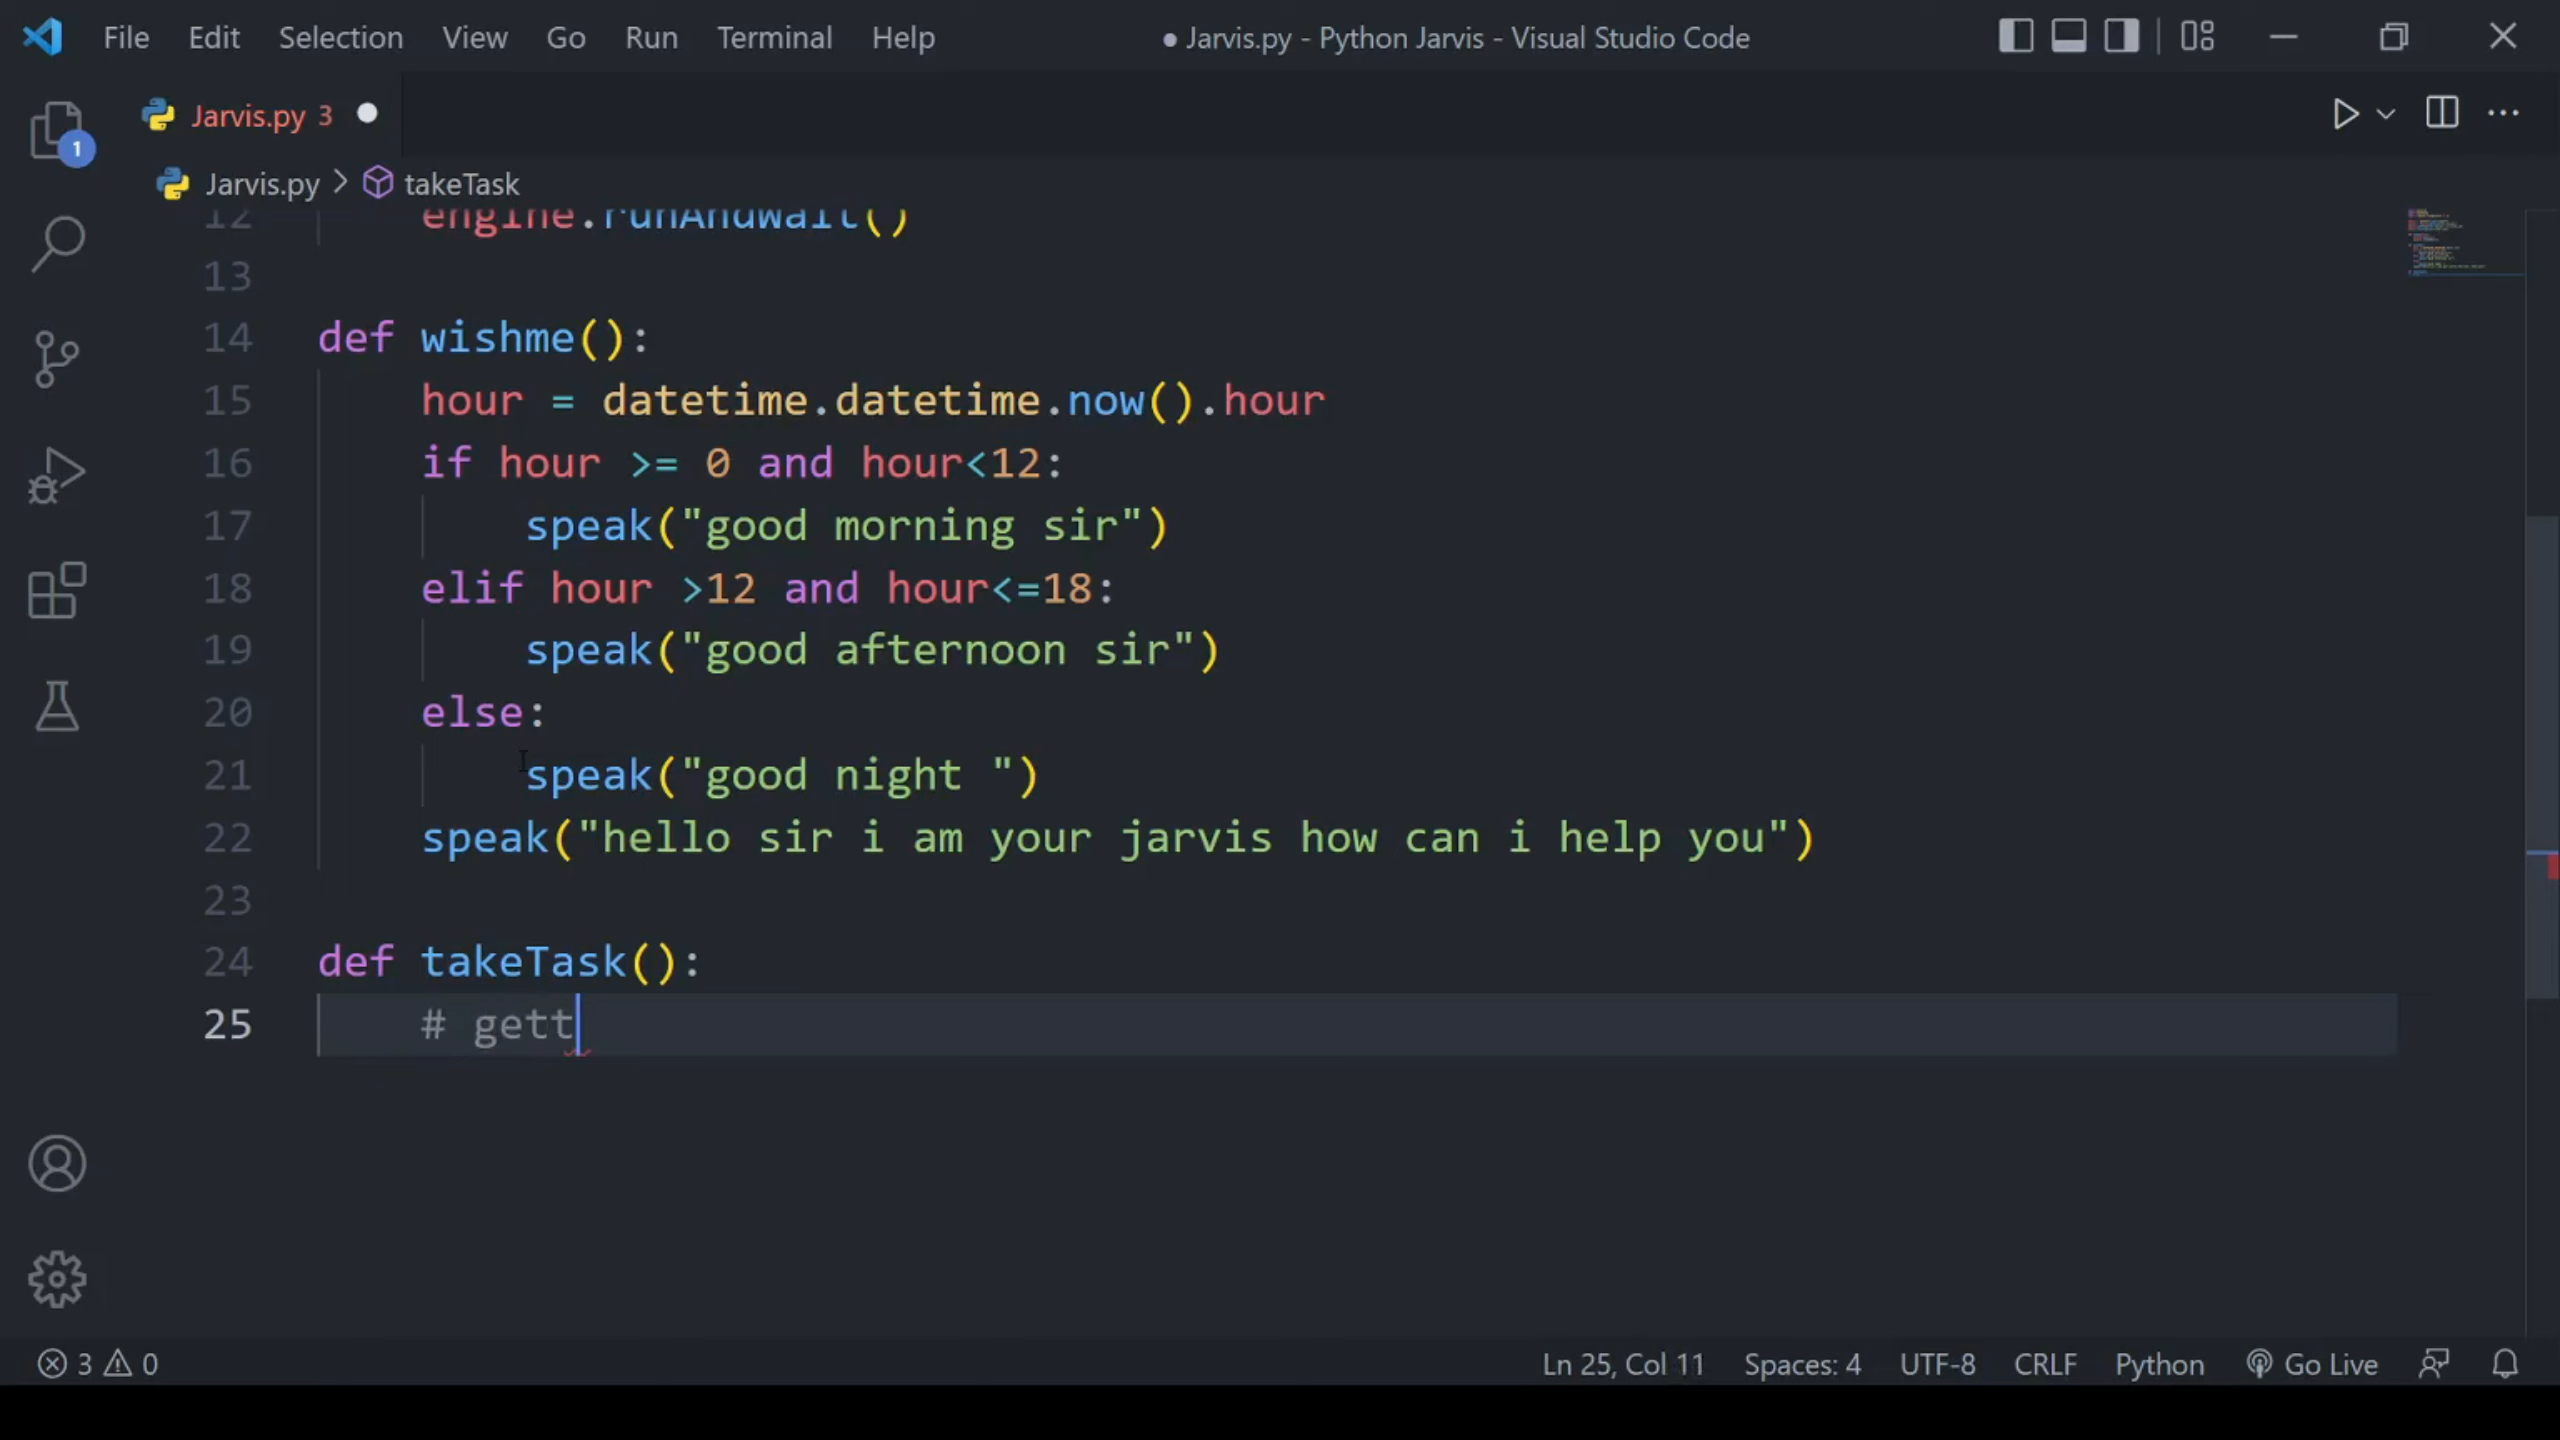 File Edit Selection View Go Run Terminal Help ● Jarvis.py - Python Jarvis - Visual Studio Code
Jarvis.py 3
1
Jarvis.py > takeTask
12 engine.runAndWait()
13
14 def wishme():
15 hour = datetime.datetime.now().hour
16 if hour >= 0 and hour<12:
17 speak("good morning sir")
18 elif hour >12 and hour<=18:
19 speak("good afternoon sir")
20 else:
21 speak("good night ")
22 speak("hello sir i am your jarvis how can i help you")
23
24 def takeTask():
25 # gett
3 0 Ln 25, Col 11 Spaces: 4 UTF-8 CRLF Python Go Live